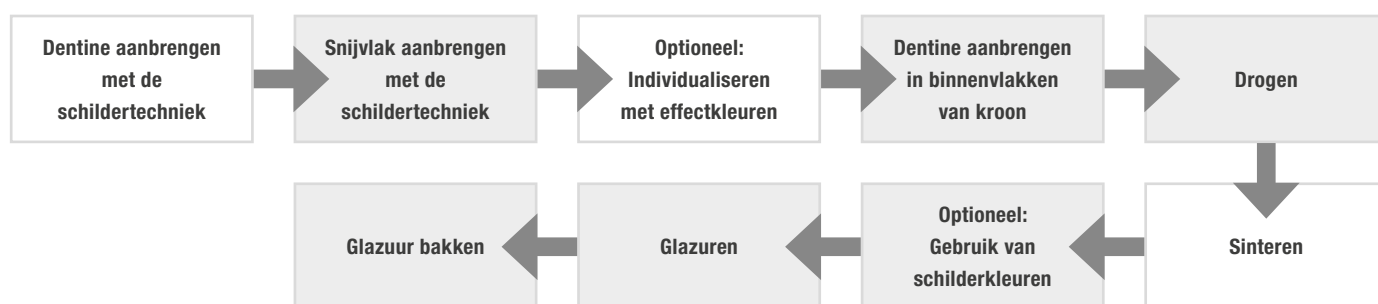 Dentine aanbrengen
met de
schildertechniek
Snijvlak aanbrengen
met de
schildertechniek
Optioneel:
Individualiseren
met effectkleuren
Dentine aanbrengen
in binnenvlakken
van kroon
Drogen
Sinteren
Optioneel:
Gebruik van
schilderkleuren
Glazuren
Glazuur bakken